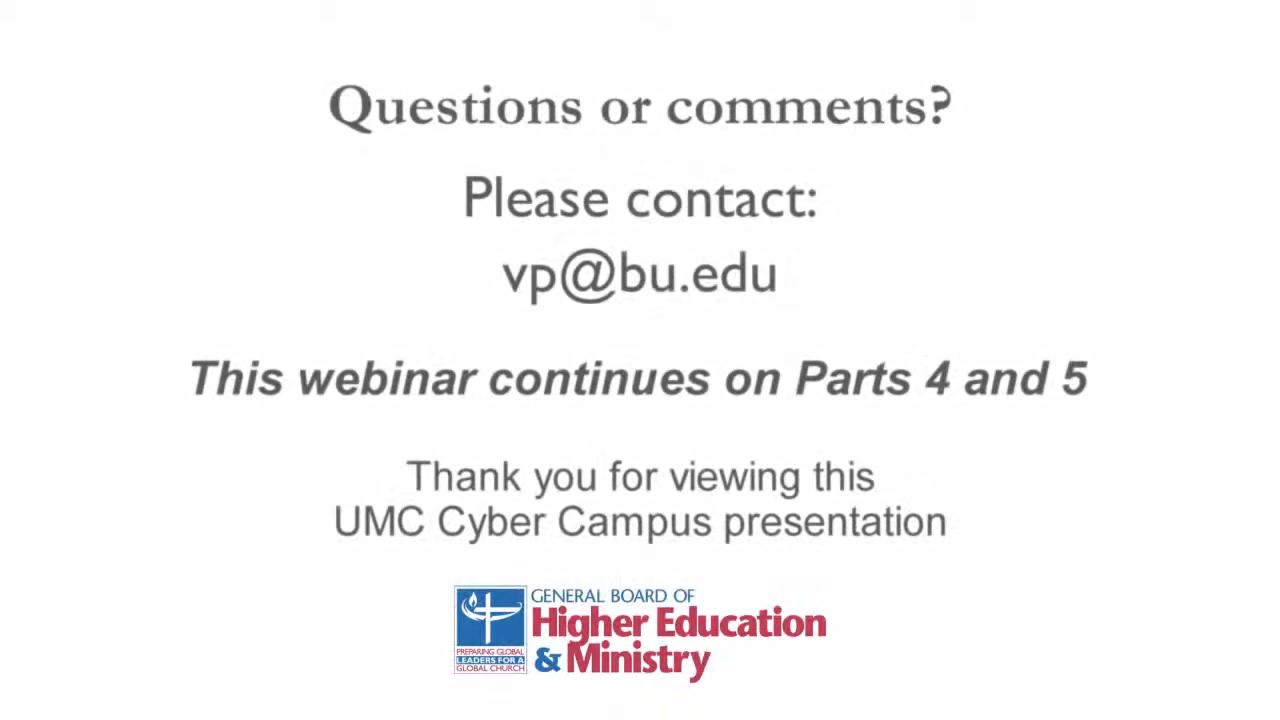 Questions or comments?
Please contact:
vp@bu.edu
This webinar continues on Parts 4 and 5
Thank you for viewing this
UMC Cyber Campus presentation
GENERAL BOARD OF
Higher Education
& Ministry
PREPARING GLOBAL
LEADERS FOR A
GLOBAL CHURCH